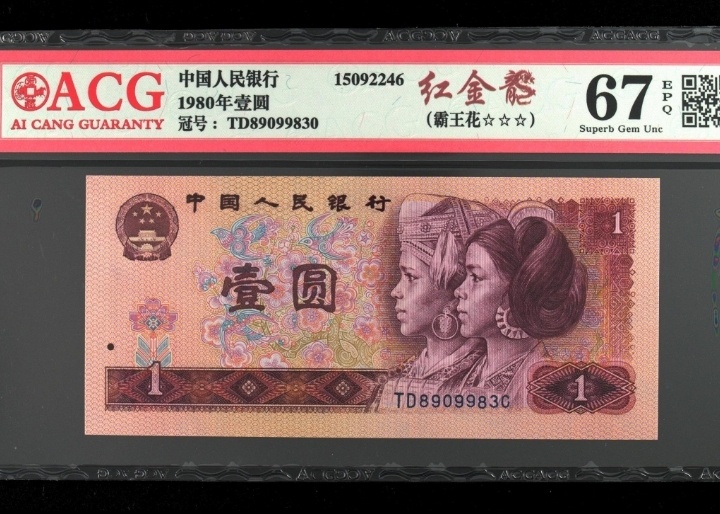 ACG
AI CANG GUARANTY
中国人民银行
1980年壹圆
冠号：TD89099830
15092246
红金龍
(霸王花☆☆☆)
67
EPQ
Superb Gem Unc
中国人民银行
1
壹圆
1
TD89099830
1